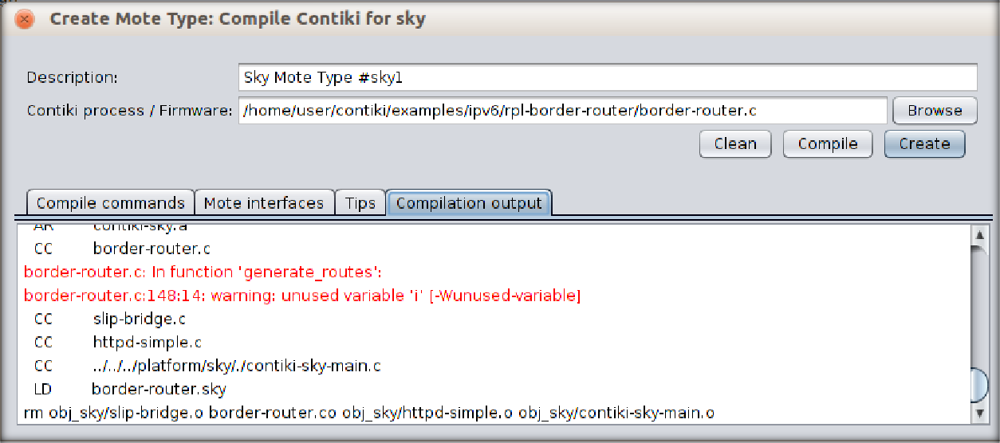 Create Mote Type: Compile Contiki for sky
Description: Sky Mote Type #sky1
Contiki process / Firmware: /home/user/contiki/examples/ipv6/rpl-border-router/border-router.c Browse
Clean Compile Create
Compile commands Mote interfaces Tips Compilation output
AR contiki-sky.a
CC border-router.c
border-router.c: In function 'generate_routes':
border-router.c:148:14: warning: unused variable 'i' [-Wunused-variable]
CC slip-bridge.c
CC httpd-simple.c
CC ../../../platform/sky/./contiki-sky-main.c
LD border-router.sky
rm obj_sky/slip-bridge.o border-router.co obj_sky/httpd-simple.o obj_sky/contiki-sky-main.o